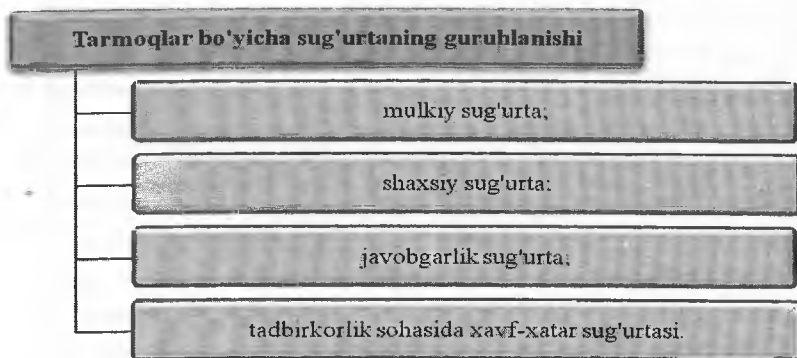 Tarmoqlar bo'yicha sug'urtaning guruhlanishi
mulkiy sug'urta;
shaxsiy sug'urta;
javobgarlik sug'urta;
tadbirkorlik sohasida xavf-xatar sug'urtasi.